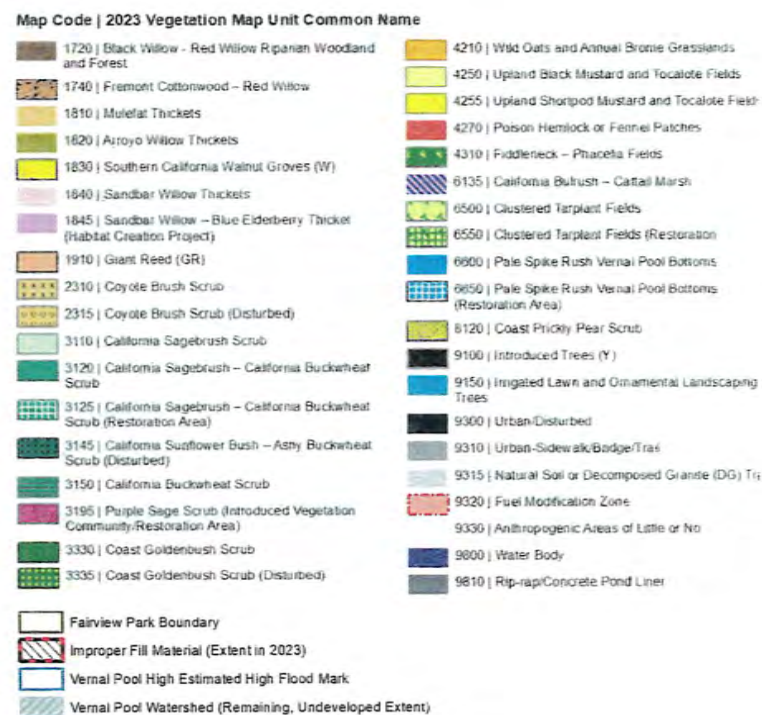 Map Code | 2023 Vegetation Map Unit Common Name
1720 | Black Willow - Red Willow Riparian Woodland
and Forest
1740 | Fremont Cottonwood – Red Willow
1810 | Mulefat Thickets
1820 | Arroyo Willow Thickets
1830 | Southern California Walnut Groves (W)
1840 | Sandbar Willow Thickets
1845 | Sandbar Willow – Blue Elderberry Thicket
(Habitat Creation Project)
1910 | Giant Reed (GR)
2310 | Coyote Brush Scrub
2315 | Coyote Brush Scrub (Disturbed)
3110 | California Sagebrush Scrub
3120 | California Sagebrush – California Buckwheat
Scrub
3125 | California Sagebrush – California Buckwheat
Scrub (Restoration Area)
3145 | California Sunflower Bush – Ashy Buckwheat
Scrub (Disturbed)
3150 | California Buckwheat Scrub
3195 | Purple Sage Scrub (Introduced Vegetation
Community/Restoration Area)
3330 | Coast Goldenbush Scrub
3335 | Coast Goldenbush Scrub (Disturbed)
4210 | Wild Oats and Annual Brome Grasslands
4250 | Upland Black Mustard and Tocalote Fields
4255 | Upland Shortpod Mustard and Tocalote Field
4270 | Poison Hemlock or Fennel Patches
4310 | Fiddleneck – Phacelia Fields
6135 | California Bulrush – Cattail Marsh
6500 | Clustered Tarplant Fields
6550 | Clustered Tarplant Fields (Restoration
6600 | Pale Spike Rush Vernal Pool Bottoms
6650 | Pale Spike Rush Vernal Pool Bottoms
(Restoration Area)
8120 | Coast Prickly Pear Scrub
9100 | Introduced Trees (Y)
9150 | Irrigated Lawn and Ornamental Landscaping
Trees
9300 | Urban/Disturbed
9310 | Urban-Sidewalk/Bridge/Trail
9315 | Natural Soil or Decomposed Granite (DG) Tr
9320 | Fuel Modification Zone
9330 | Anthropogenic Areas of Little or No
9800 | Water Body
9810 | Rip-rap/Concrete Pond Liner
Fairview Park Boundary
Improper Fill Material (Extent in 2023)
Vernal Pool High Estimated High Flood Mark
Vernal Pool Watershed (Remaining, Undeveloped Extent)